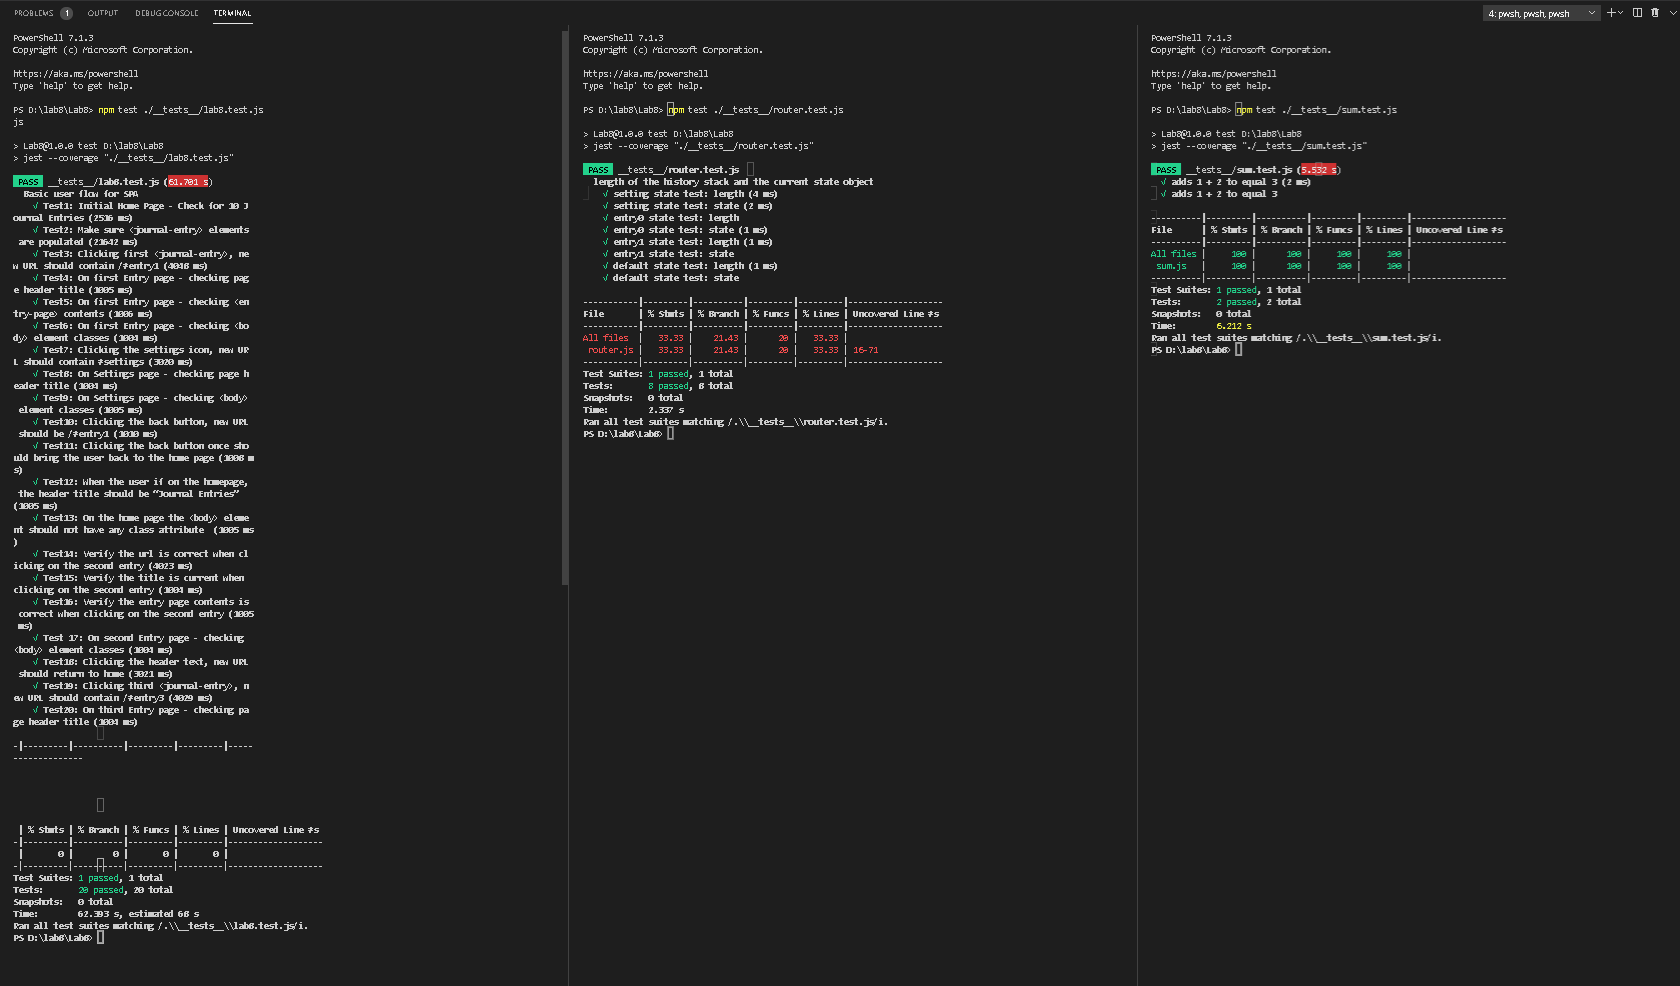 PROBLEMS 1 OUTPUT DEBUG CONSOLE TERMINAL
4: pwsh, pwsh, pwsh
PowerShell 7.1.3
Copyright (c) Microsoft Corporation.
https://aka.ms/powershell
Type 'help' to get help.
PS D:\lab8\Lab8> npm test ./__tests__/lab8.test.js
js
> Lab8@1.0.0 test D:\lab8\Lab8
> jest --coverage "./__tests__/lab8.test.js"
PASS __tests__/lab8.test.js (61.701 s)
Basic user flow for SPA
√ Test1: Initial Home Page - Check for 10 J
ournal Entries (2516 ms)
√ Test2: Make sure <journal-entry> elements
are populated (21642 ms)
√ Test3: Clicking first <journal-entry>, ne
w URL should contain /#entry1 (4048 ms)
√ Test4: On first Entry page - checking pag
e header title (1005 ms)
√ Test5: On first Entry page - checking <en
try-page> contents (1006 ms)
√ Test6: On first Entry page - checking <bo
dy> element classes (1004 ms)
√ Test7: Clicking the settings icon, new UR
L should contain #settings (3020 ms)
√ Test8: On Settings page - checking page h
eader title (1004 ms)
√ Test9: On Settings page - checking <body>
element classes (1005 ms)
√ Test10: Clicking the back button, new URL
should be /#entry1 (1010 ms)
√ Test11: Clicking the back button once sho
uld bring the user back to the home page (1008 m
s)
√ Test12: When the user if on the homepage,
the header title should be “Journal Entries”
(1005 ms)
√ Test13: On the home page the <body> eleme
nt should not have any class attribute  (1005 ms
)
√ Test14: Verify the url is correct when cl
icking on the second entry (4023 ms)
√ Test15: Verify the title is current when
clicking on the second entry (1004 ms)
√ Test16: Verify the entry page contents is
correct when clicking on the second entry (1005
ms)
√ Test 17: On second Entry page - checking
<body> element classes (1004 ms)
√ Test18: Clicking the header text, new URL
should return to home (3021 ms)
√ Test19: Clicking third <journal-entry>, n
ew URL should contain /#entry3 (4029 ms)
√ Test20: On third Entry page - checking pa
ge header title (1004 ms)
-|---------|----------|---------|---------|-----
--------------
| % Stmts | % Branch | % Funcs | % Lines | Uncovered Line #s
-|---------|----------|---------|---------|-------------------
| 0 | 0 | 0 | 0 |
-|---------|----------|---------|---------|-------------------
Test Suites: 1 passed, 1 total
Tests: 20 passed, 20 total
Snapshots: 0 total
Time: 62.393 s, estimated 68 s
Ran all test suites matching /.\\__tests__\\lab8.test.js/i.
PS D:\lab8\Lab8>
PowerShell 7.1.3
Copyright (c) Microsoft Corporation.
https://aka.ms/powershell
Type 'help' to get help.
PS D:\lab8\Lab8> npm test ./__tests__/router.test.js
> Lab8@1.0.0 test D:\lab8\Lab8
> jest --coverage "./__tests__/router.test.js"
PASS __tests__/router.test.js
length of the history stack and the current state object
√ setting state test: length (4 ms)
√ setting state test: state (2 ms)
√ entry0 state test: length
√ entry0 state test: state (1 ms)
√ entry1 state test: length (1 ms)
√ entry1 state test: state
√ default state test: length (1 ms)
√ default state test: state
-----------|---------|----------|---------|---------|-------------------
File | % Stmts | % Branch | % Funcs | % Lines | Uncovered Line #s
-----------|---------|----------|---------|---------|-------------------
All files | 33.33 | 21.43 | 20 | 33.33 |
router.js | 33.33 | 21.43 | 20 | 33.33 | 16-71
-----------|---------|----------|---------|---------|-------------------
Test Suites: 1 passed, 1 total
Tests: 8 passed, 8 total
Snapshots: 0 total
Time: 2.337 s
Ran all test suites matching /.\\__tests__\\router.test.js/i.
PS D:\lab8\Lab8>
PowerShell 7.1.3
Copyright (c) Microsoft Corporation.
https://aka.ms/powershell
Type 'help' to get help.
PS D:\lab8\Lab8> npm test ./__tests__/sum.test.js
> Lab8@1.0.0 test D:\lab8\Lab8
> jest --coverage "./__tests__/sum.test.js"
PASS __tests__/sum.test.js (5.532 s)
√ adds 1 + 2 to equal 3 (2 ms)
√ adds 1 + 2 to equal 3
----------|---------|----------|---------|---------|-------------------
File | % Stmts | % Branch | % Funcs | % Lines | Uncovered Line #s
----------|---------|----------|---------|---------|-------------------
All files | 100 | 100 | 100 | 100 |
sum.js | 100 | 100 | 100 | 100 |
----------|---------|----------|---------|---------|-------------------
Test Suites: 1 passed, 1 total
Tests: 2 passed, 2 total
Snapshots: 0 total
Time: 6.212 s
Ran all test suites matching /.\\__tests__\\sum.test.js/i.
PS D:\lab8\Lab8>